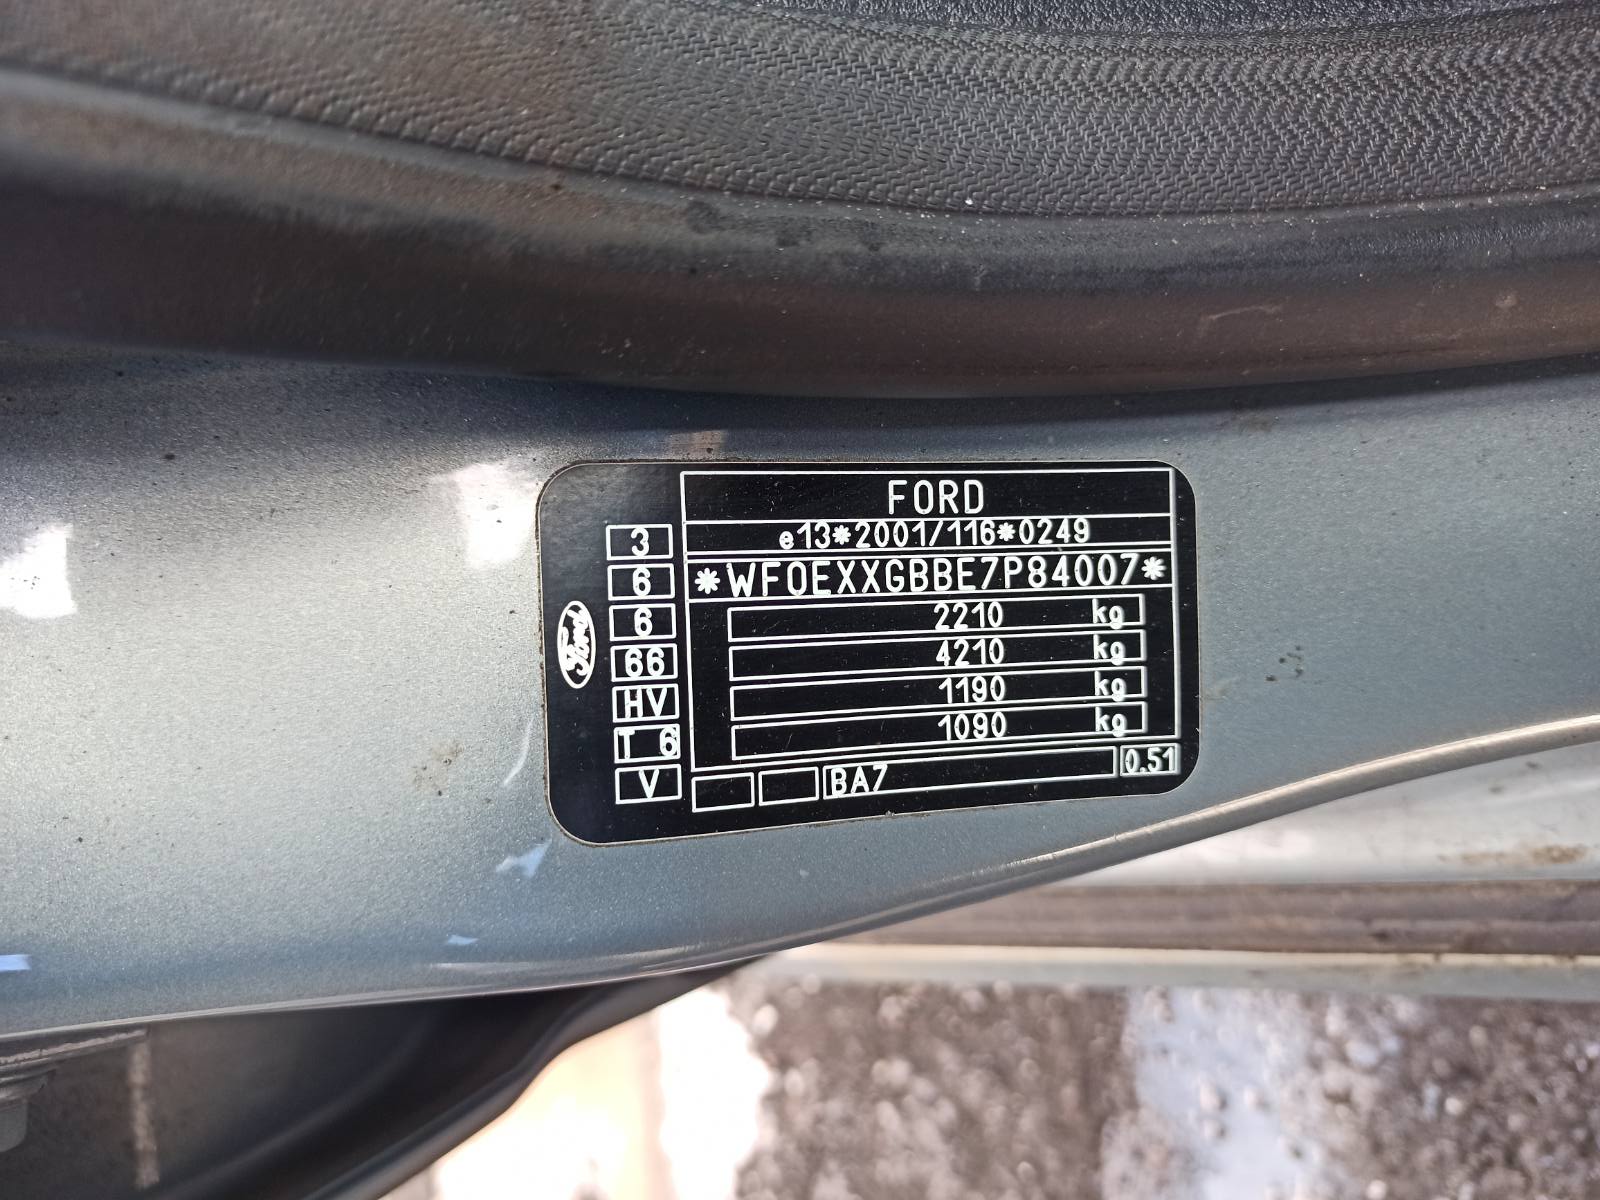 FORD
e13*2001/116*0249
*WF0EXXGBBE7P84007*
2210 kg
4210 kg
1190 kg
1090 kg
BA7 0.51
3
6
6
66
HV
T 6
V
Ford